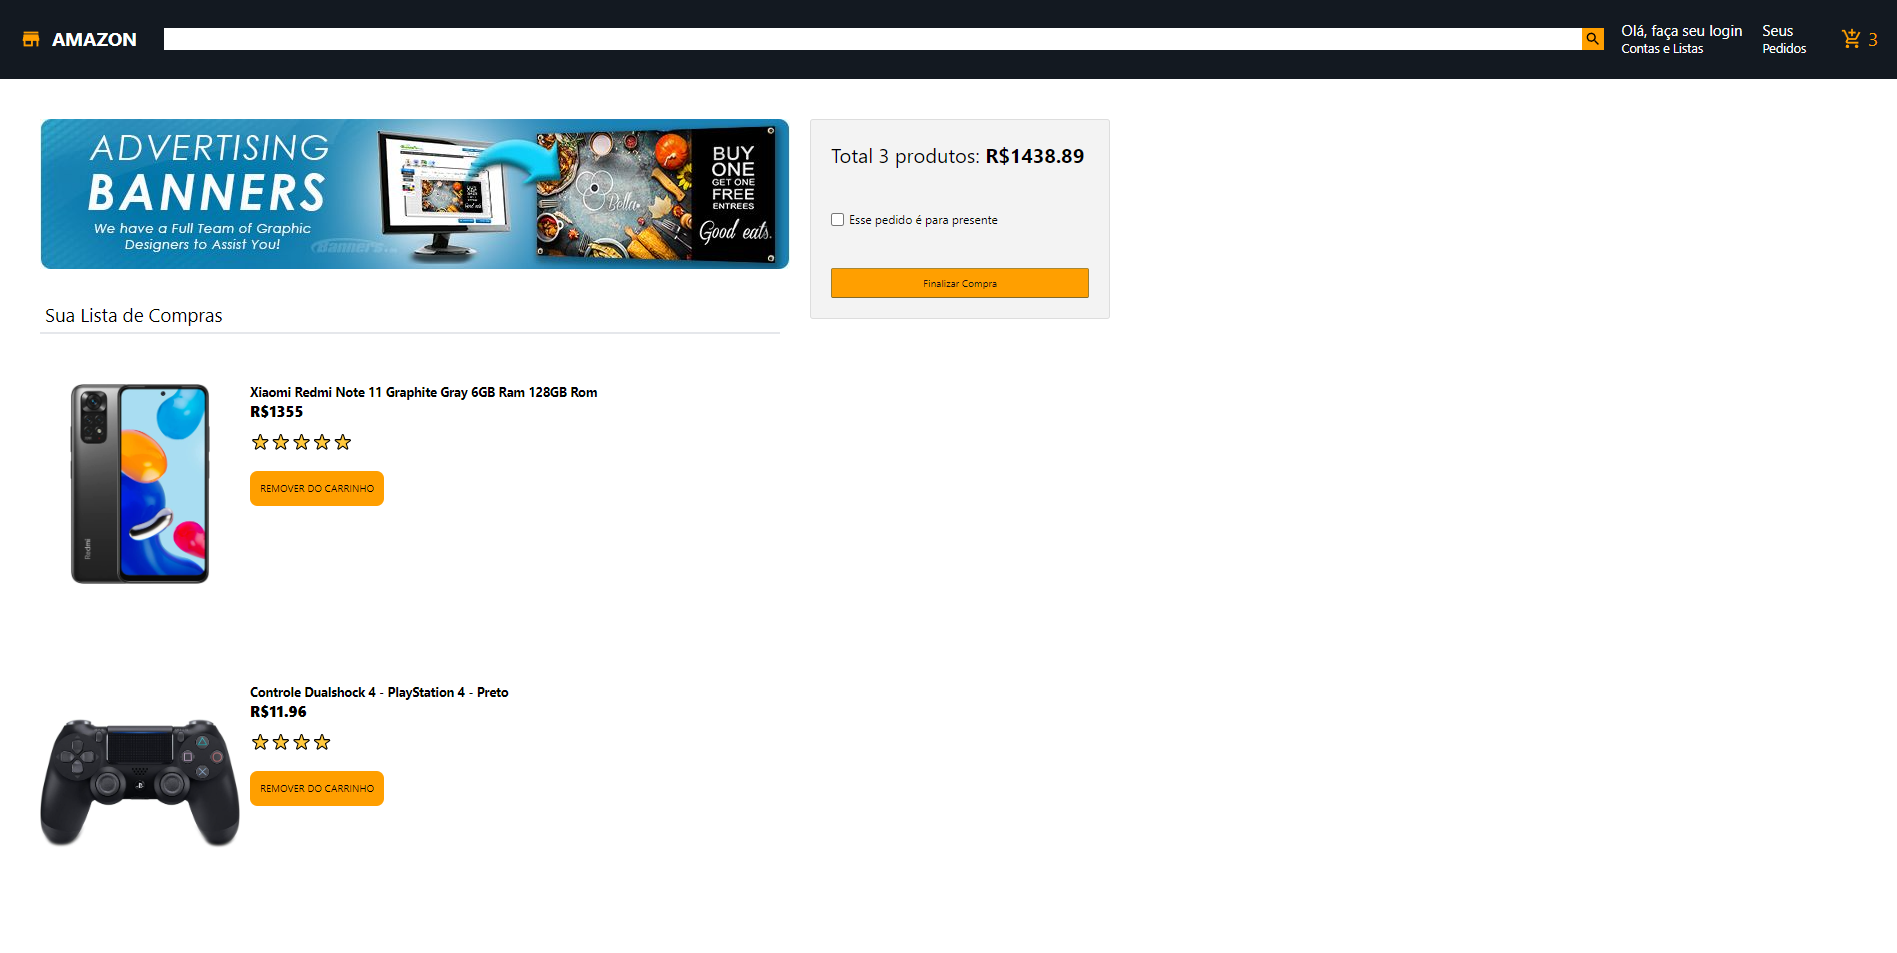 AMAZON
Olá, faça seu login
Contas e Listas
Seus
Pedidos
3
ADVERTISING
BANNERS
We have a Full Team of Graphic
Designers to Assist You!
Bella
BUY
ONE
GET ONE
FREE
ENTREES
Good eats.
Total 3 produtos: R$1438.89
Esse pedido é para presente
Finalizar Compra
Sua Lista de Compras
Redmi
Xiaomi Redmi Note 11 Graphite Gray 6GB Ram 128GB Rom
R$1355
REMOVER DO CARRINHO
Controle Dualshock 4 - PlayStation 4 - Preto
R$11.96
REMOVER DO CARRINHO